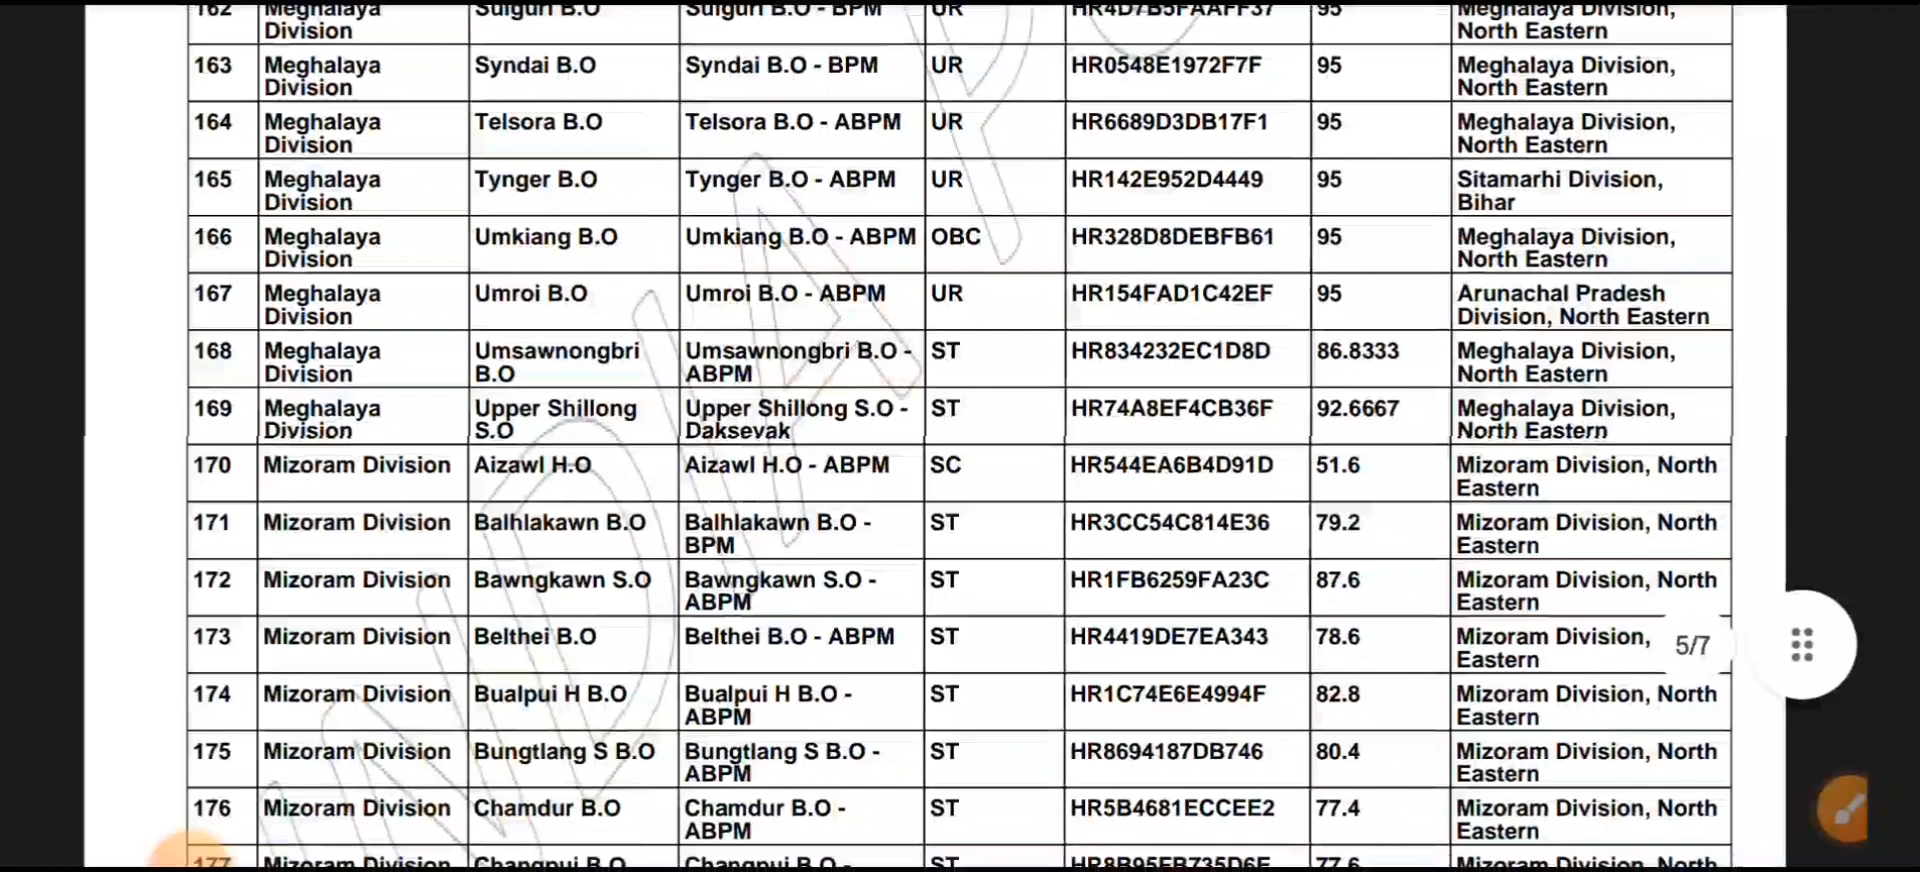 162 Meghalaya Suiguri B.O Suiguri B.O - BPM UR HR4D7B5FAAFF37 95 Meghalaya Division,
Division North Eastern
163 Meghalaya Syndai B.O Syndai B.O - BPM UR HR0548E1972F7F 95 Meghalaya Division,
Division North Eastern
164 Meghalaya Telsora B.O Telsora B.O - ABPM UR HR6689D3DB17F1 95 Meghalaya Division,
Division North Eastern
165 Meghalaya Tynger B.O Tynger B.O - ABPM UR HR142E952D4449 95 Sitamarhi Division,
Division Bihar
166 Meghalaya Umkiang B.O Umkiang B.O - ABPM OBC HR328D8DEBFB61 95 Meghalaya Division,
Division North Eastern
167 Meghalaya Umroi B.O Umroi B.O - ABPM UR HR154FAD1C42EF 95 Arunachal Pradesh
Division Division, North Eastern
168 Meghalaya Umsawnongbri Umsawnongbri B.O - ST HR834232EC1D8D 86.8333 Meghalaya Division,
Division B.O ABPM North Eastern
169 Meghalaya Upper Shillong Upper Shillong S.O - ST HR74A8EF4CB36F 92.6667 Meghalaya Division,
Division S.O Daksevak North Eastern
170 Mizoram Division Aizawl H.O Aizawl H.O - ABPM SC HR544EA6B4D91D 51.6 Mizoram Division, North
Eastern
171 Mizoram Division Balhlakawn B.O Balhlakawn B.O - ST HR3CC54C814E36 79.2 Mizoram Division, North
BPM Eastern
172 Mizoram Division Bawngkawn S.O Bawngkawn S.O - ST HR1FB6259FA23C 87.6 Mizoram Division, North
ABPM Eastern
173 Mizoram Division Belthei B.O Belthei B.O - ABPM ST HR4419DE7EA343 78.6 Mizoram Division,
Eastern
5/7
174 Mizoram Division Bualpui H B.O Bualpui H B.O - ST HR1C74E6E4994F 82.8 Mizoram Division, North
ABPM Eastern
175 Mizoram Division Bungtlang S B.O Bungtlang S B.O - ST HR8694187DB746 80.4 Mizoram Division, North
ABPM Eastern
176 Mizoram Division Chamdur B.O Chamdur B.O - ST HR5B4681ECCEE2 77.4 Mizoram Division, North
ABPM Eastern
177 Mizoram Division Changpui B.O Changpui B.O - ST HR8B95EB735D6E 77.6 Mizoram Division, North
INDIA